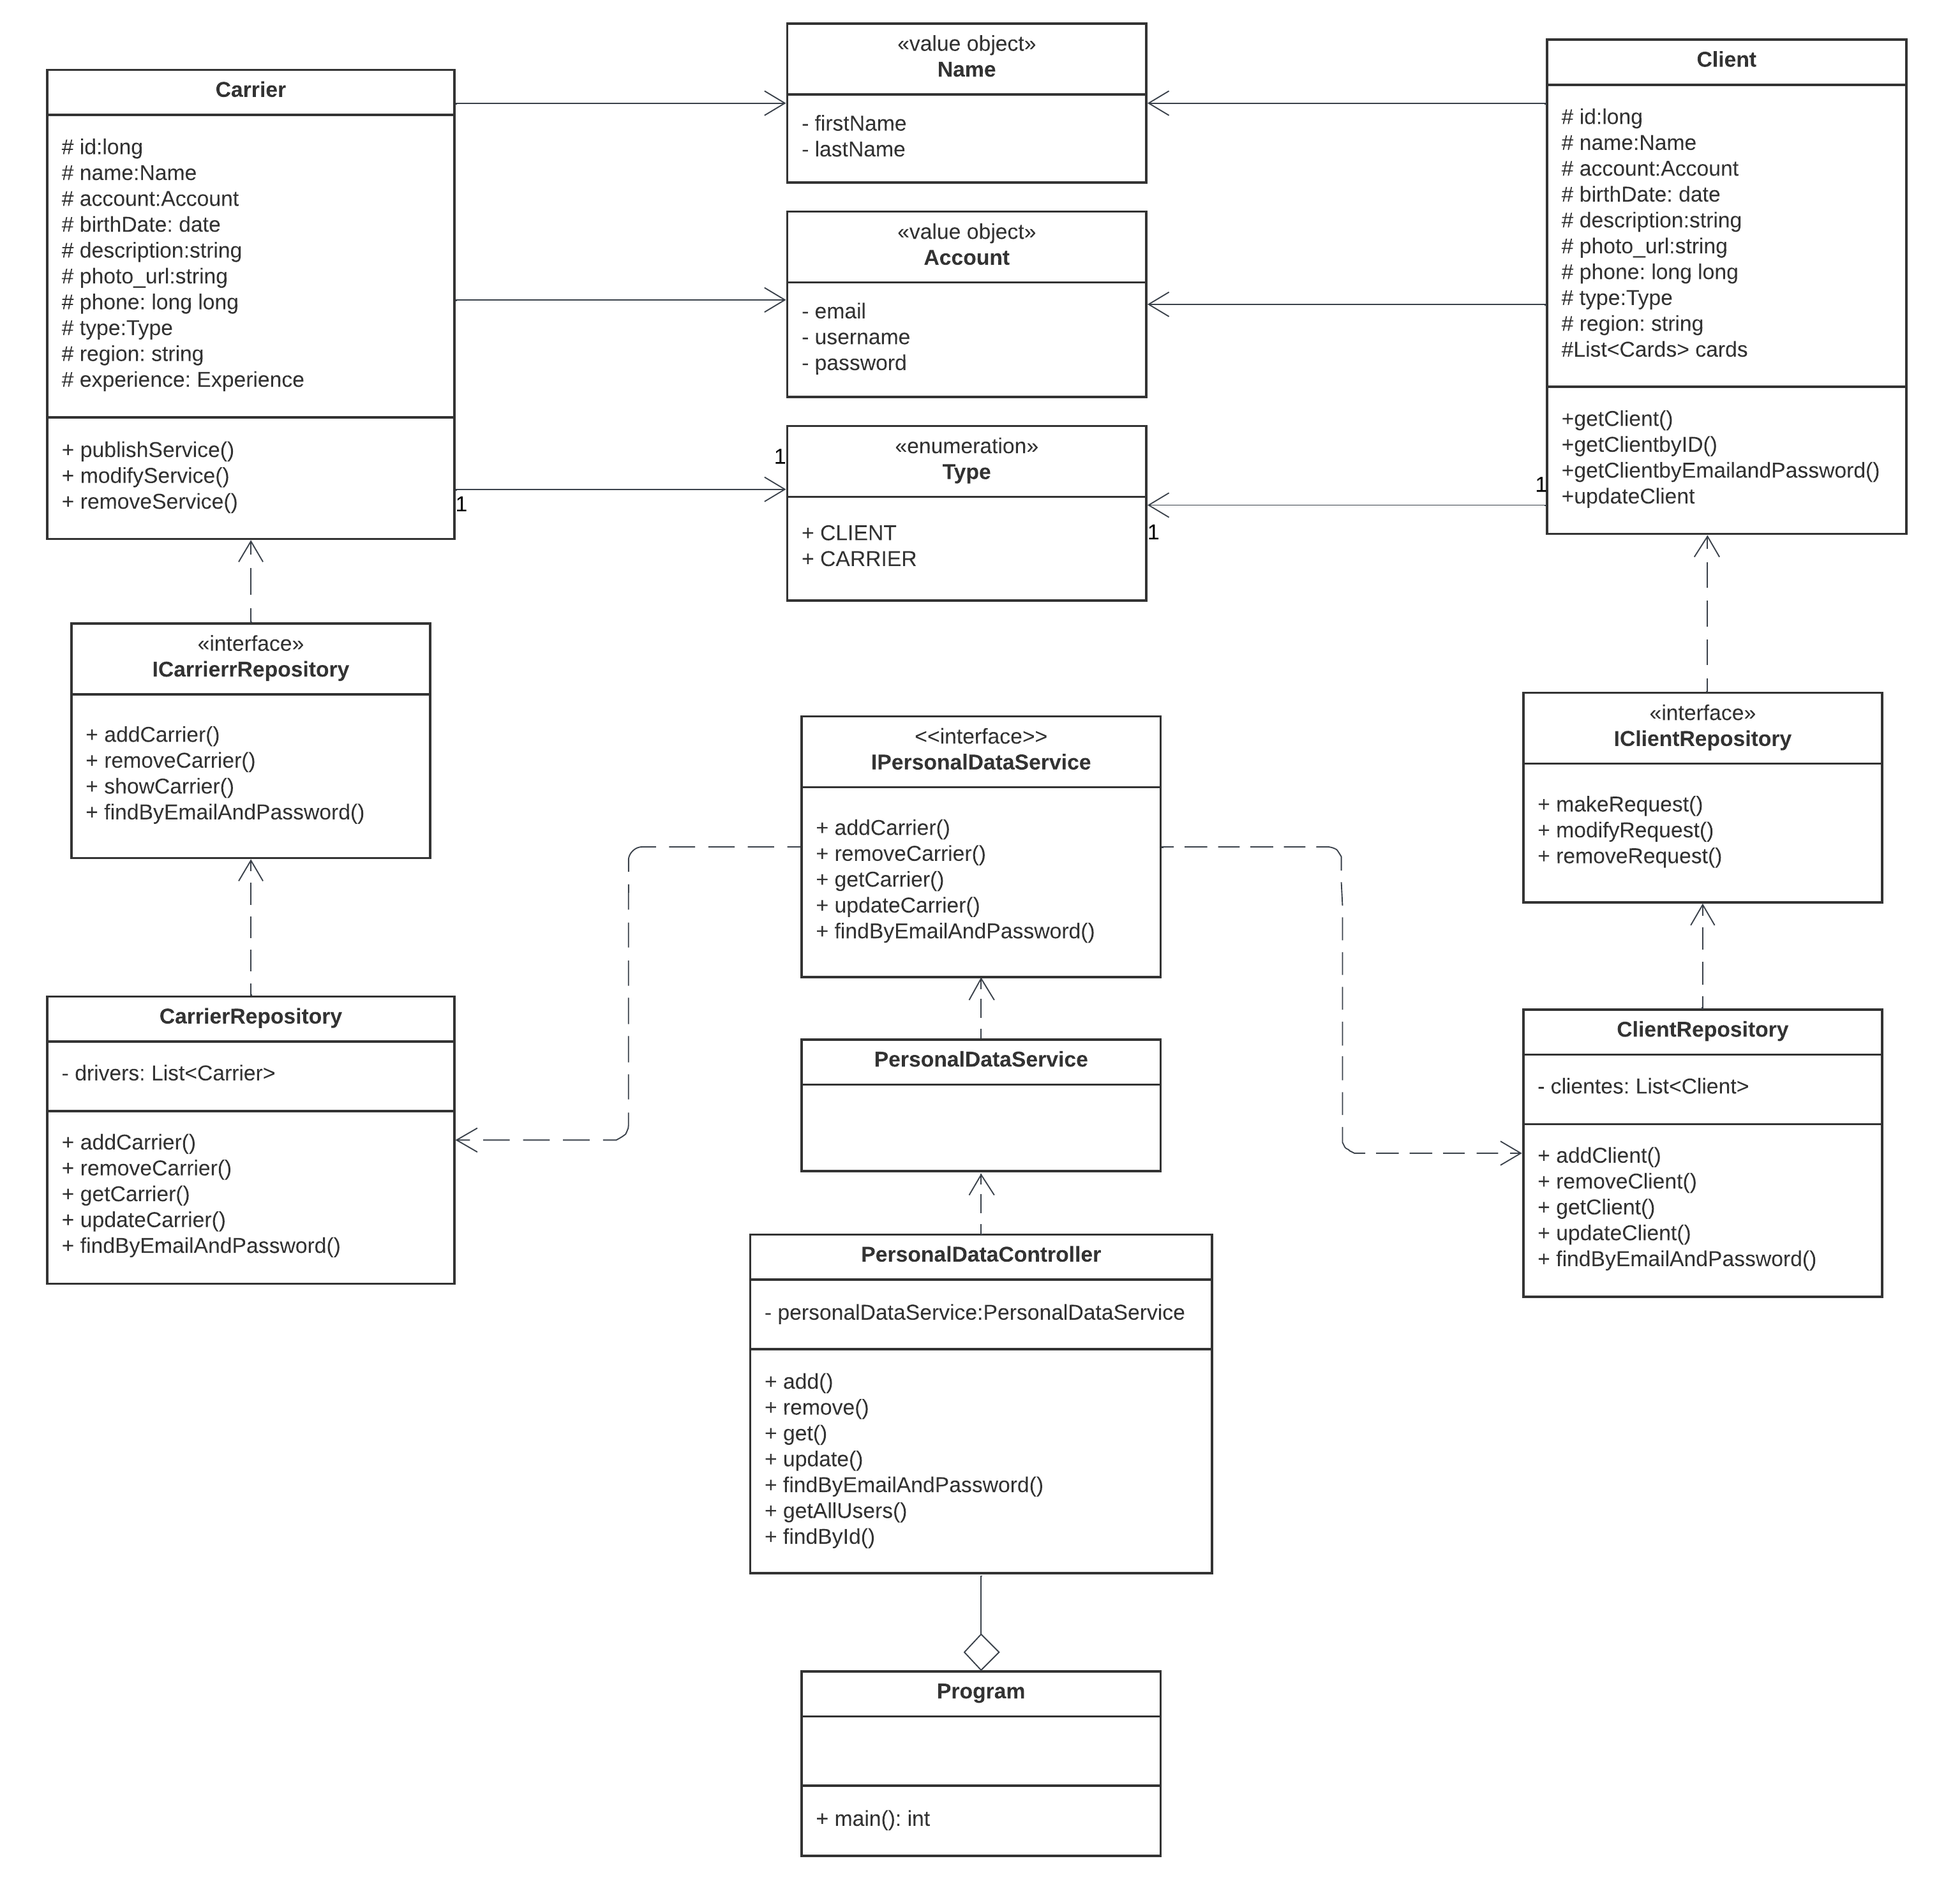 «value object»
Name
- firstName
- lastName
Carrier
# id:long
# name:Name
# account:Account
# birthDate: date
# description:string
# photo_url:string
# phone: long long
# type:Type
# region: string
# experience: Experience
+ publishService()
+ modifyService()
+ removeService()
Client
# id:long
# name:Name
# account:Account
# birthDate: date
# description:string
# photo_url:string
# phone: long long
# type:Type
# region: string
#List<Cards> cards
+getClient()
+getClientbyID()
+getClientbyEmailandPassword()
+updateClient
«value object»
Account
- email
- username
- password
1
1
«enumeration»
Type
+ CLIENT
+ CARRIER
1
1
«interface»
ICarrierrRepository
+ addCarrier()
+ removeCarrier()
+ showCarrier()
+ findByEmailAndPassword()
<<interface>>
IPersonalDataService
+ addCarrier()
+ removeCarrier()
+ getCarrier()
+ updateCarrier()
+ findByEmailAndPassword()
«interface»
IClientRepository
+ makeRequest()
+ modifyRequest()
+ removeRequest()
CarrierRepository
- drivers: List<Carrier>
+ addCarrier()
+ removeCarrier()
+ getCarrier()
+ updateCarrier()
+ findByEmailAndPassword()
PersonalDataService
ClientRepository
- clientes: List<Client>
+ addClient()
+ removeClient()
+ getClient()
+ updateClient()
+ findByEmailAndPassword()
PersonalDataController
- personalDataService:PersonalDataService
+ add()
+ remove()
+ get()
+ update()
+ findByEmailAndPassword()
+ getAllUsers()
+ findById()
Program
+ main(): int